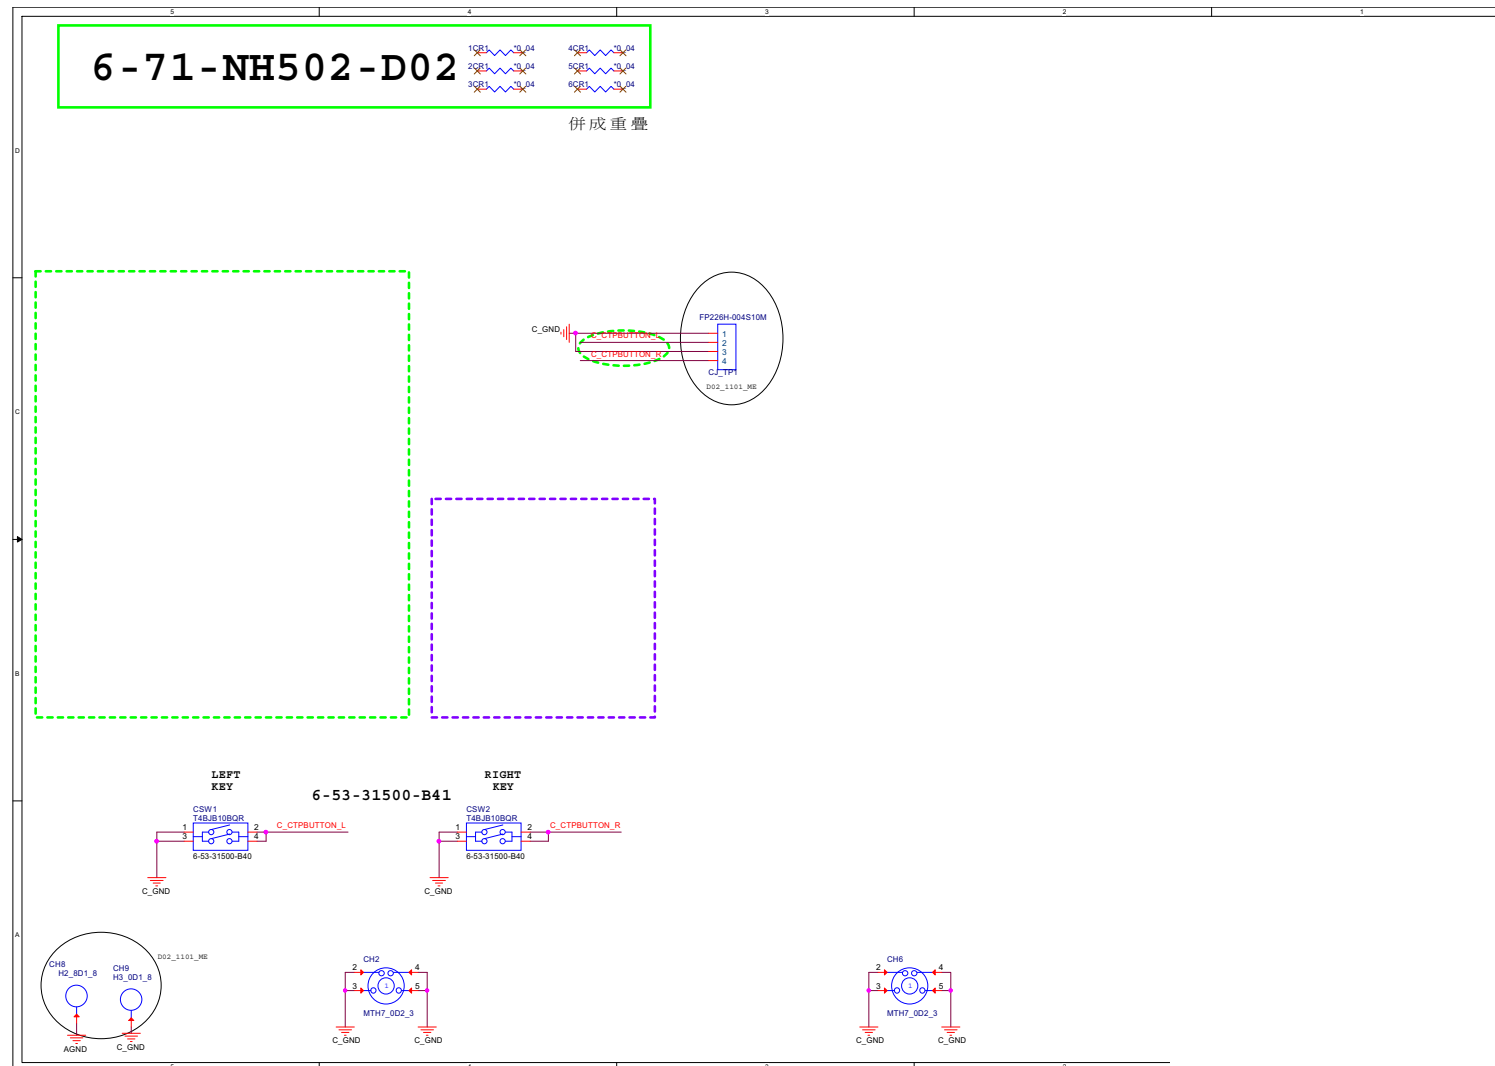 5 4 3 2 1
6-71-NH502-D02
1CR1 *0_04 4CR1 *0_04
2CR1 *0_04 5CR1 *0_04
3CR1 *0_04 6CR1 *0_04
併成重疊
D
FP226H-004S10M
C_GND C_CTPBUTTON_L 1
2
C_CTPBUTTON_R 3
4
CJ_TP1
D02_1101_ME
C
B
LEFT
KEY
RIGHT
KEY
6-53-31500-B41
CSW1
T4BJB10BQR
1 2 C_CTPBUTTON_L
3 4
6-53-31500-B40
C_GND
CSW2
T4BJB10BQR
1 2 C_CTPBUTTON_R
3 4
6-53-31500-B40
C_GND
A
D02_1101_ME
CH8
H2_8D1_8
CH9
H3_0D1_8
AGND
C_GND
CH2
2 4
3 1 5
MTH7_0D2_3
C_GND C_GND
CH6
2 4
3 1 5
MTH7_0D2_3
C_GND C_GND